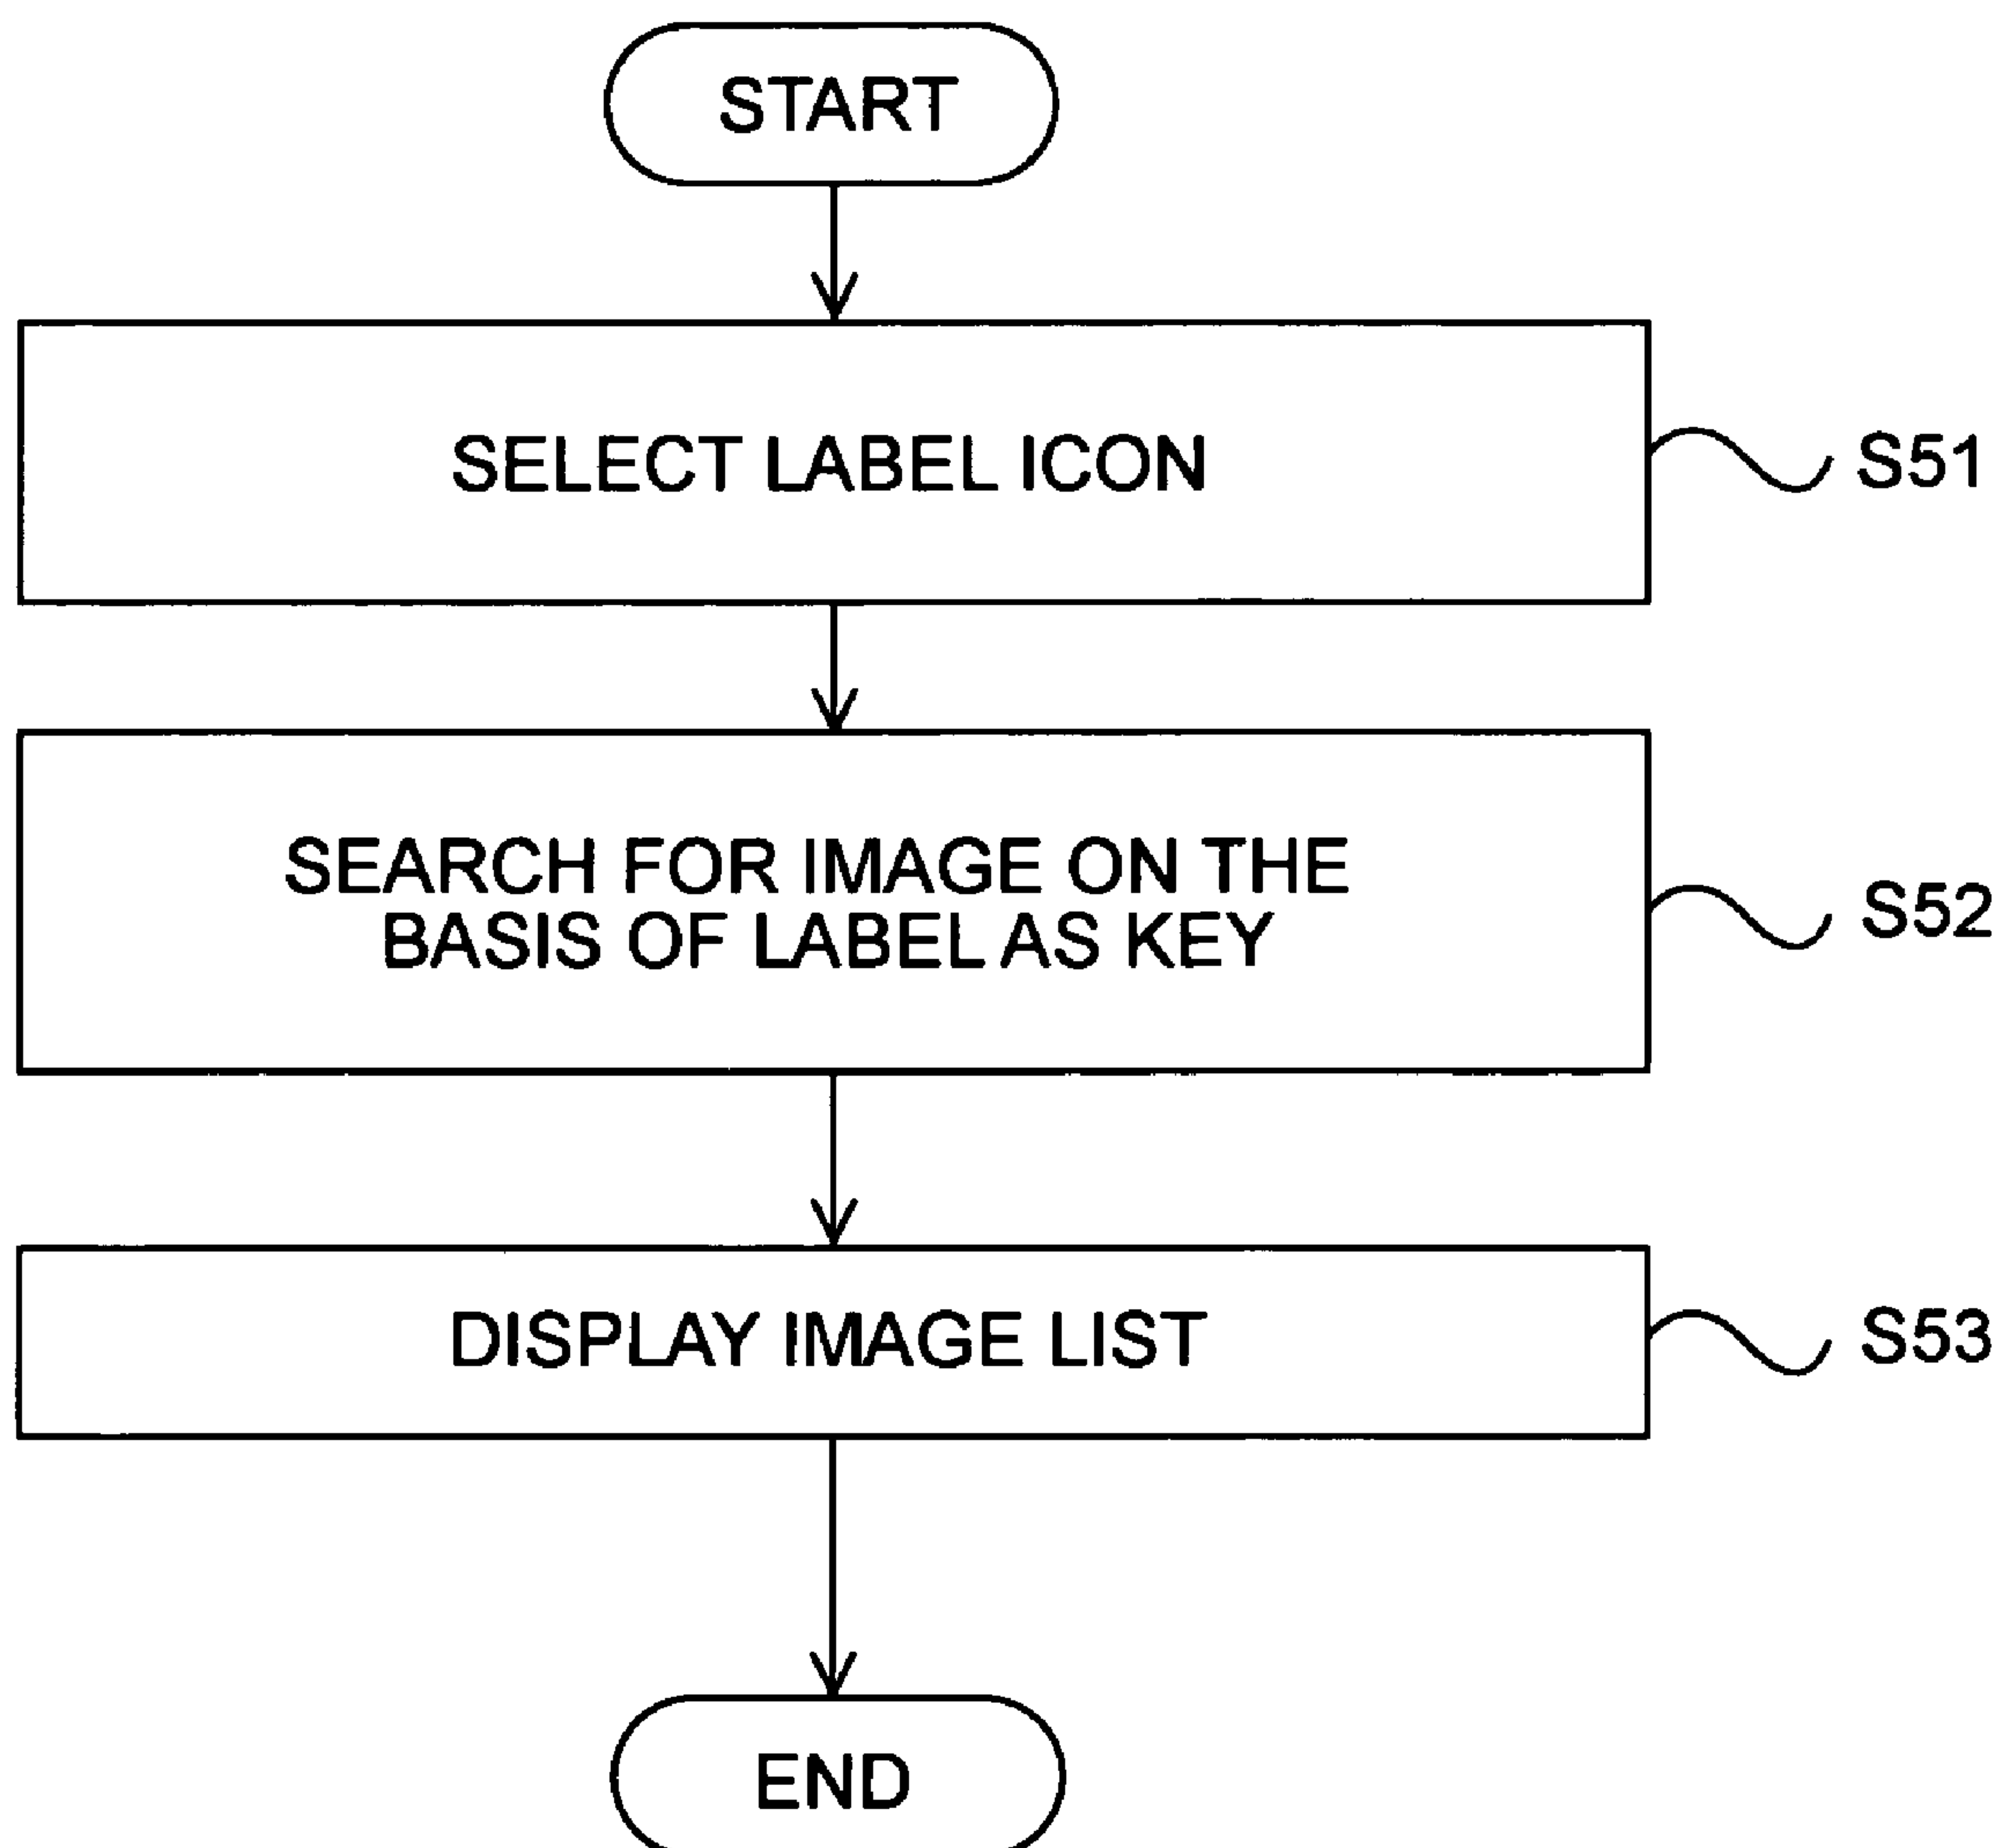 START
SELECT LABEL ICON
S51
SEARCH FOR IMAGE ON THE
BASIS OF LABEL AS KEY
S52
DISPLAY IMAGE LIST
S53
END